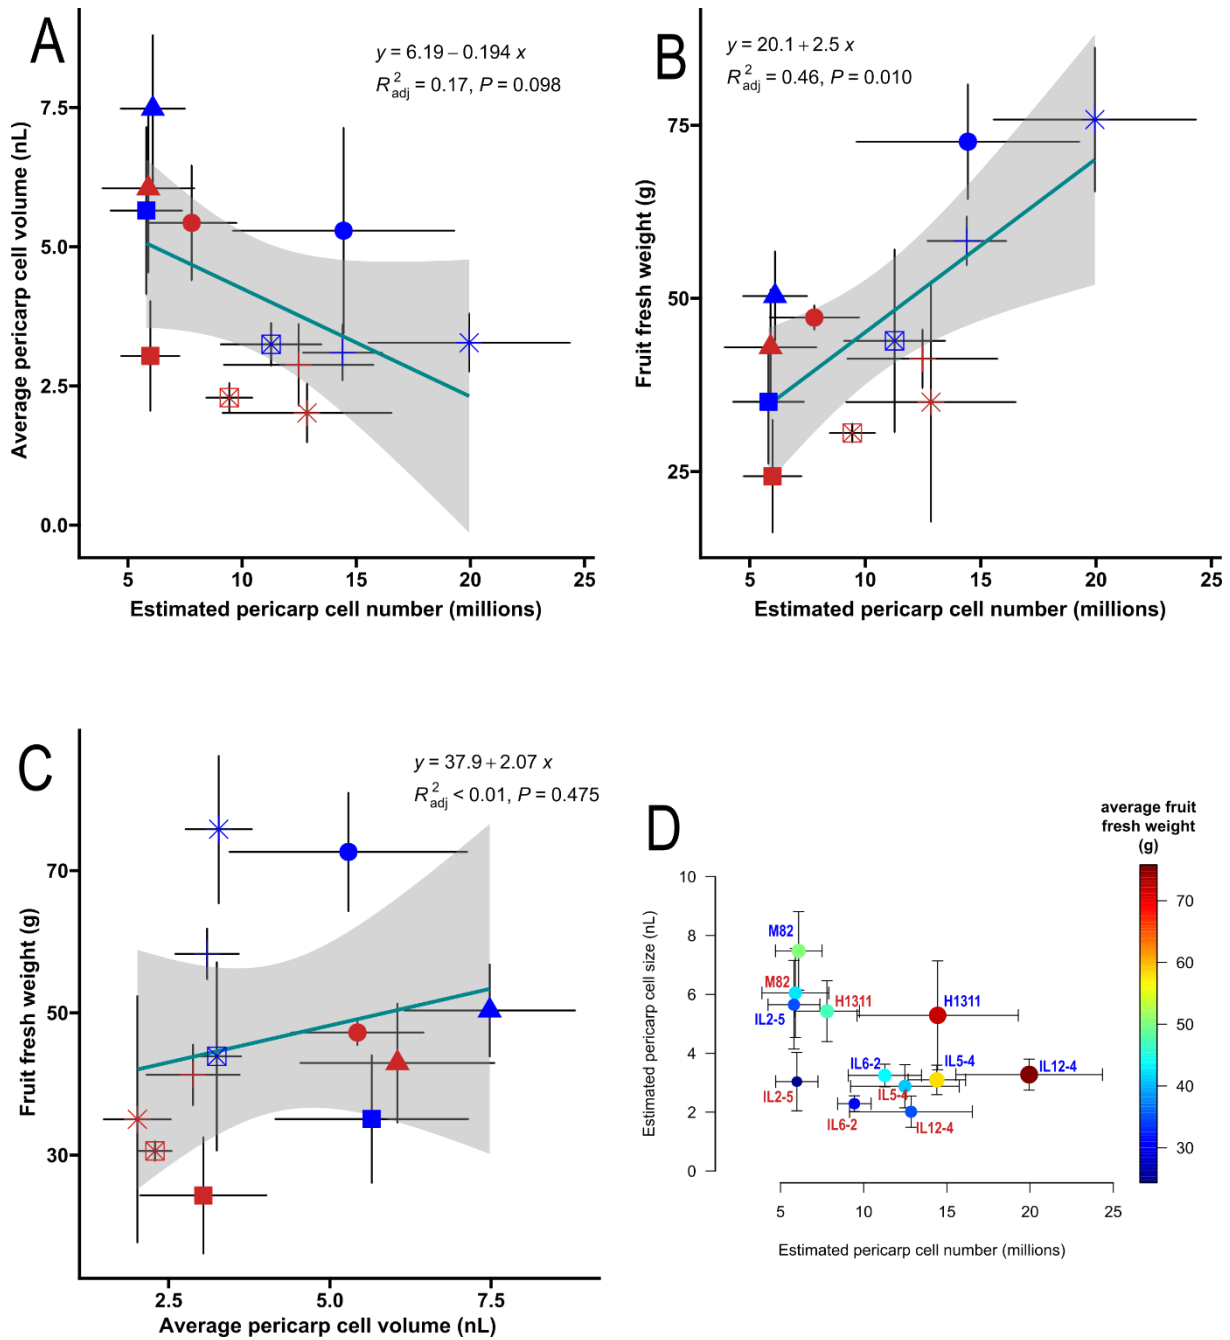 A
y = 6.19 – 0.194 x
R²adj = 0.17, P = 0.098
Average pericarp cell volume (nL)
7.5
5.0
2.5
0.0
5 10 15 20 25
Estimated pericarp cell number (millions)
B
y = 20.1 + 2.5 x
R²adj = 0.46, P = 0.010
Fruit fresh weight (g)
75
50
25
5 10 15 20 25
Estimated pericarp cell number (millions)
C
y = 37.9 + 2.07 x
R²adj < 0.01, P = 0.475
Fruit fresh weight (g)
70
50
30
2.5 5.0 7.5
Average pericarp cell volume (nL)
D
average fruit
fresh weight
(g)
70
60
50
40
30
Estimated pericarp cell size (nL)
10
8
6
4
2
0
M82
M82
IL2-5
H1311
H1311
IL6-2
IL5-4
IL12-4
IL2-5
IL5-4
IL6-2
IL12-4
5 10 15 20 25
Estimated pericarp cell number (millions)